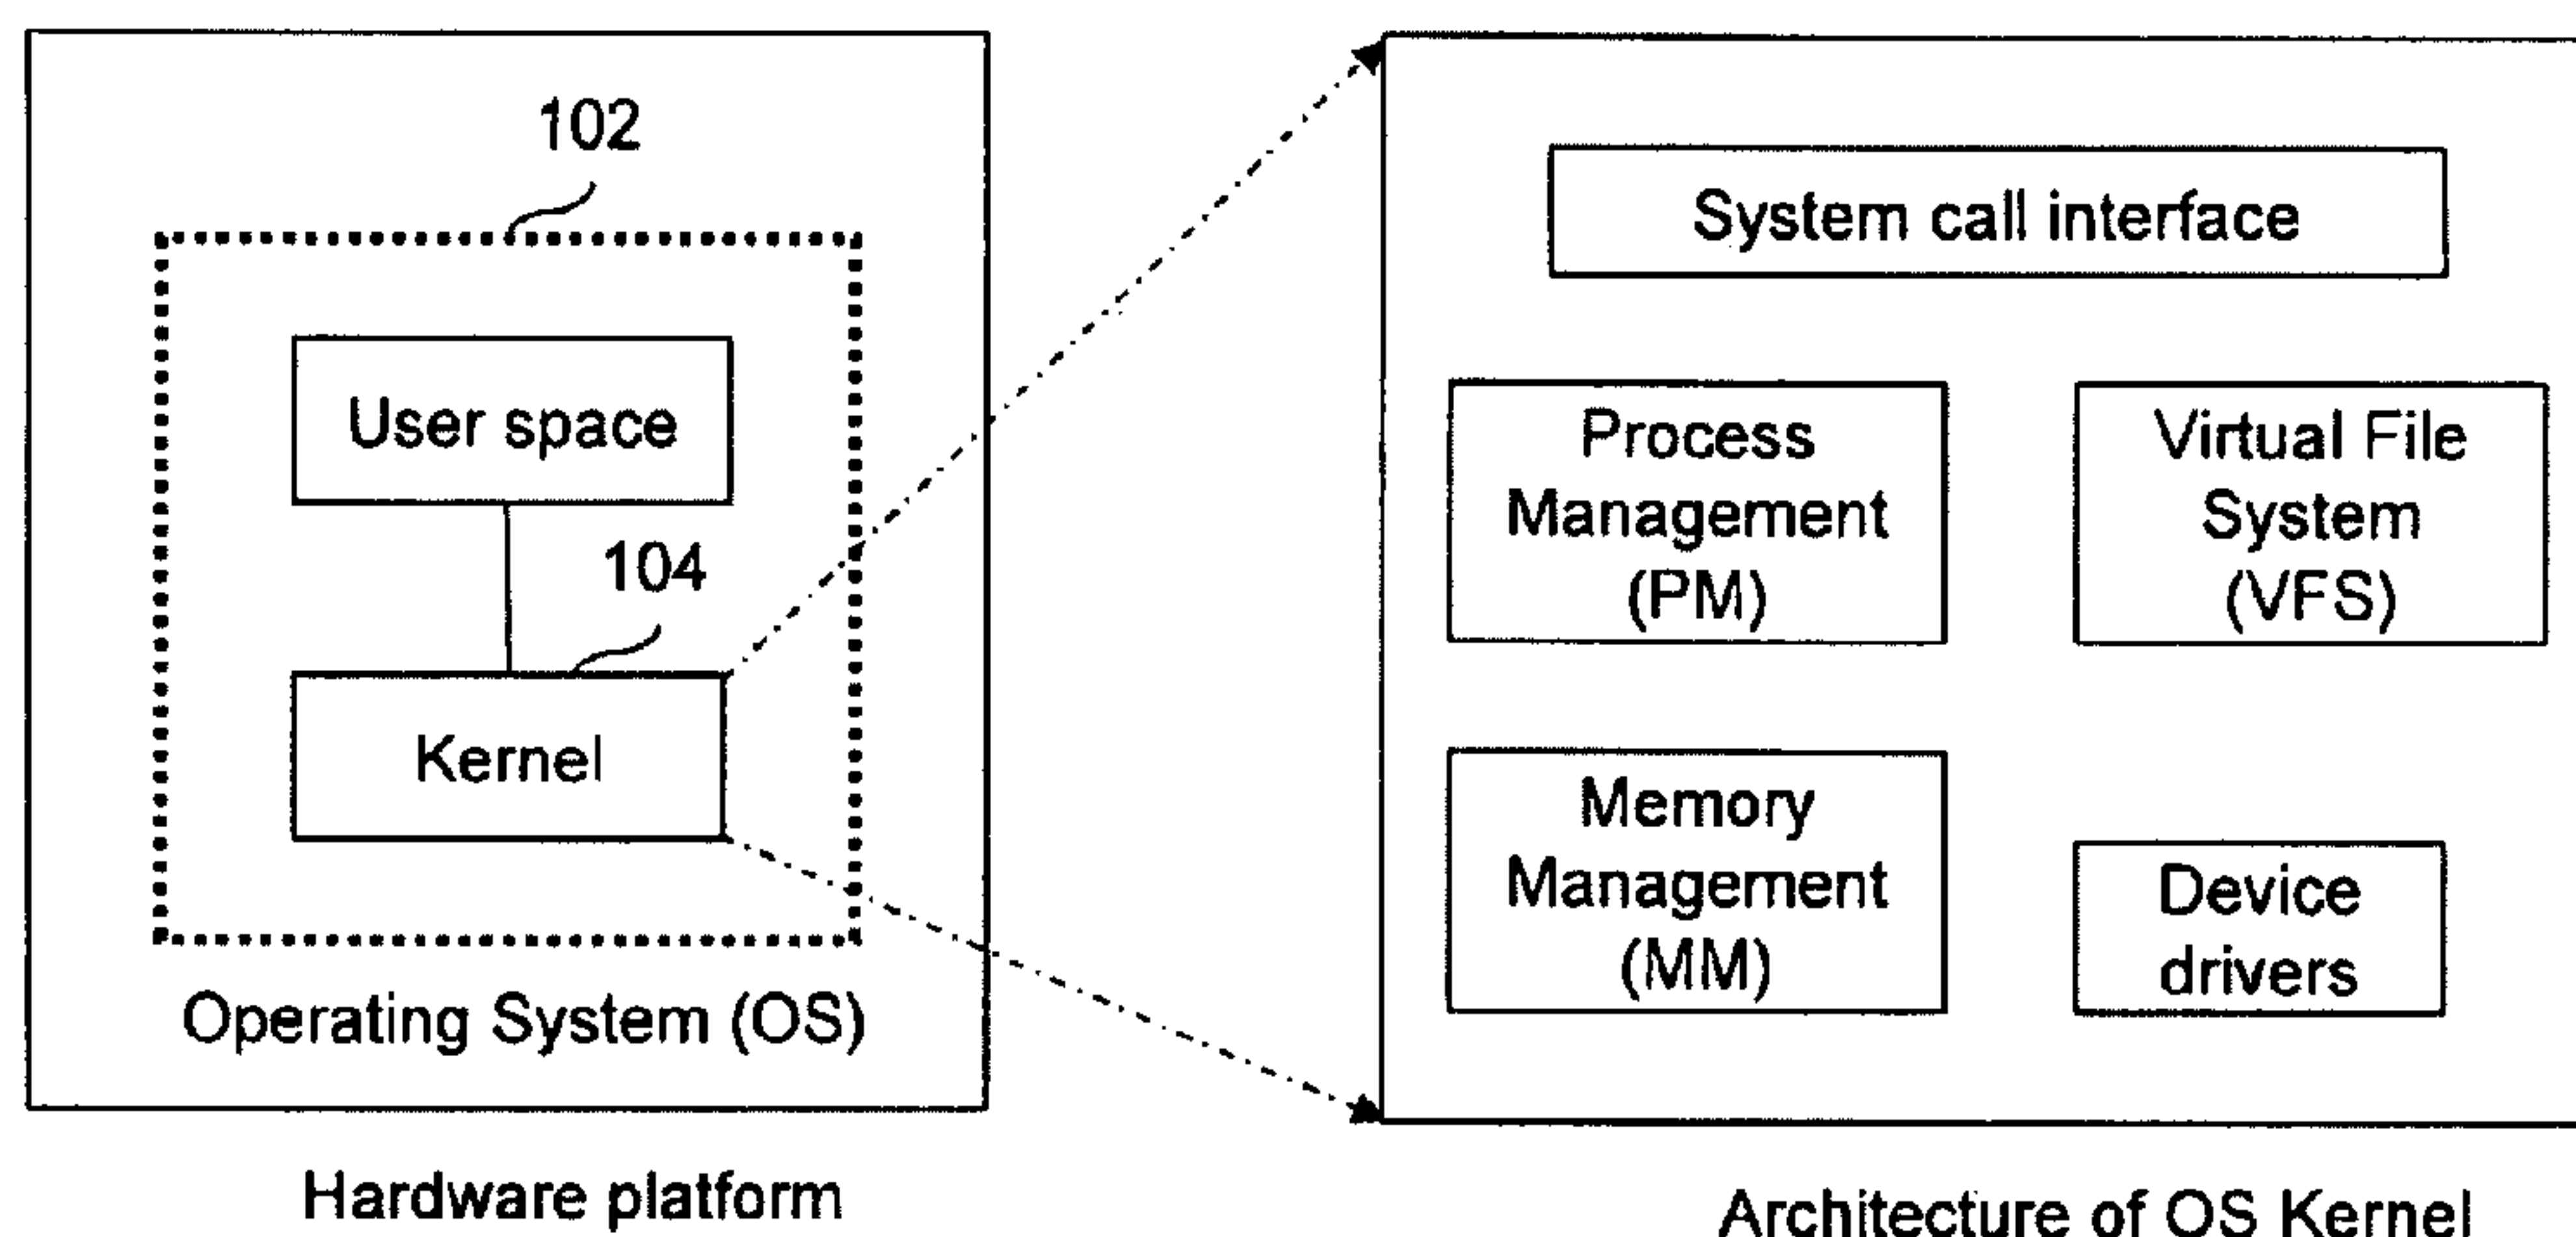 102
User space
104
Kernel
Operating System (OS)
Hardware platform
System call interface
Process
Management
(PM)
Virtual File
System
(VFS)
Memory
Management
(MM)
Device
drivers
Architecture of OS Kernel